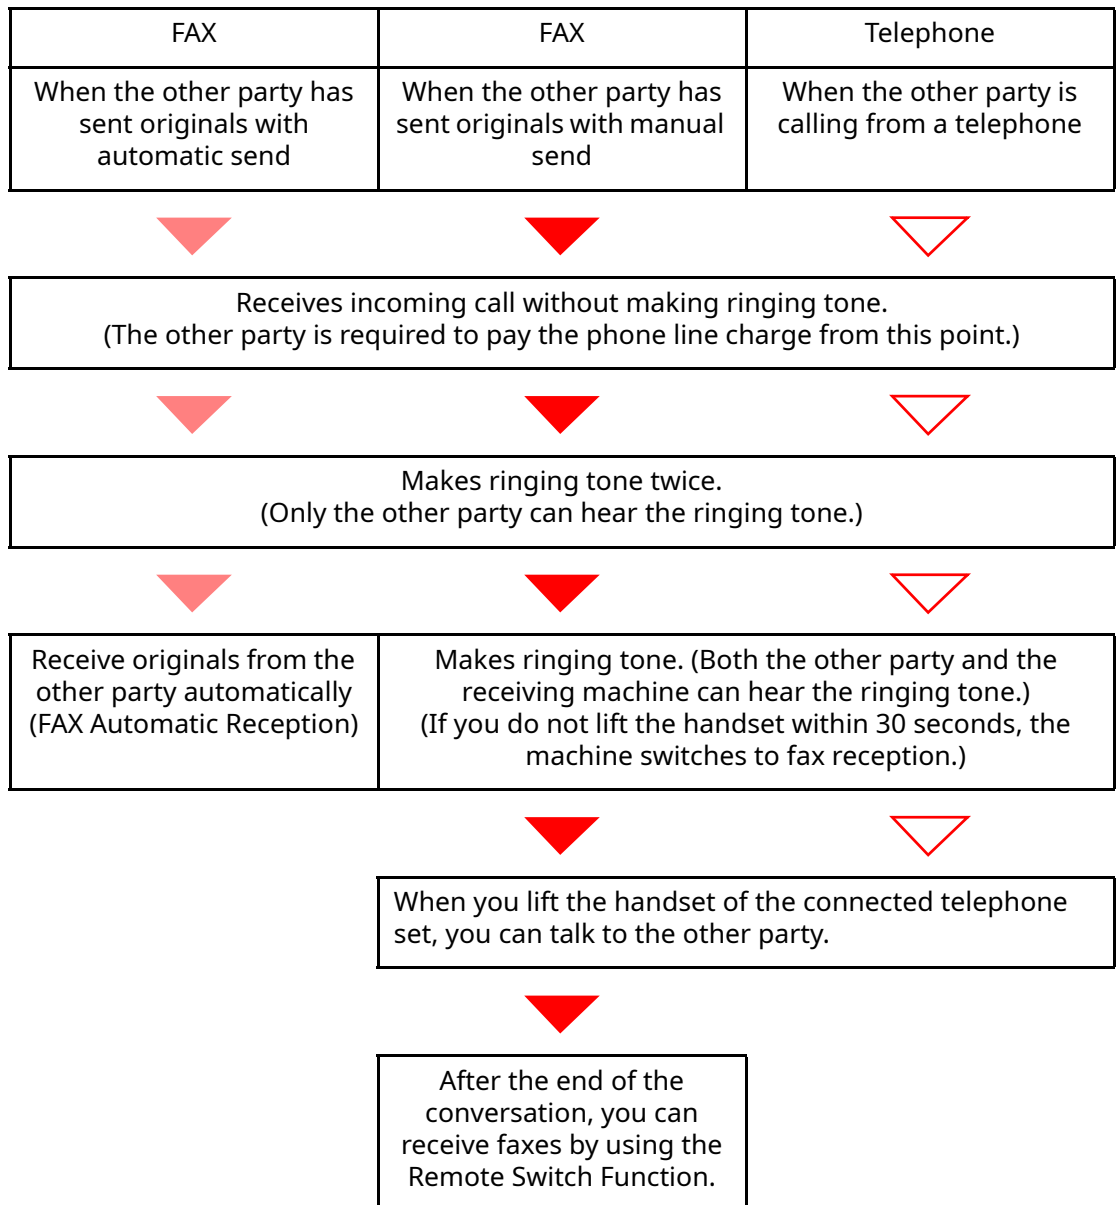 FAX
FAX
Telephone
When the other party has
sent originals with
automatic send
When the other party has
sent originals with manual
send
When the other party is
calling from a telephone
Receives incoming call without making ringing tone.
(The other party is required to pay the phone line charge from this point.)
Makes ringing tone twice.
(Only the other party can hear the ringing tone.)
Receive originals from the
other party automatically
(FAX Automatic Reception)
Makes ringing tone. (Both the other party and the
receiving machine can hear the ringing tone.)
(If you do not lift the handset within 30 seconds, the
machine switches to fax reception.)
When you lift the handset of the connected telephone
set, you can talk to the other party.
After the end of the
conversation, you can
receive faxes by using the
Remote Switch Function.